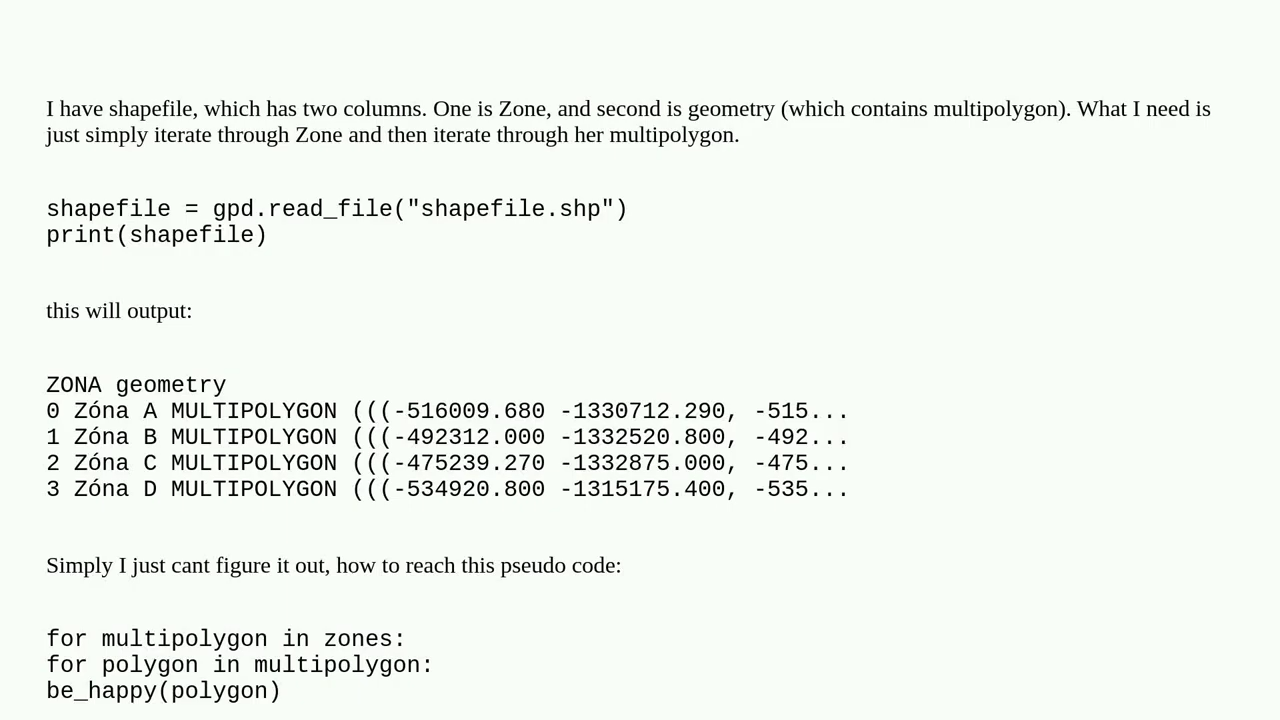 I have shapefile, which has two columns. One is Zone, and second is geometry (which contains multipolygon). What I need is
just simply iterate through Zone and then iterate through her multipolygon.
shapefile = gpd.read_file("shapefile.shp")
print(shapefile)
this will output:
ZONA geometry
0 Zóna A MULTIPOLYGON (((-516009.680 -1330712.290, -515...
1 Zóna B MULTIPOLYGON (((-492312.000 -1332520.800, -492...
2 Zóna C MULTIPOLYGON (((-475239.270 -1332875.000, -475...
3 Zóna D MULTIPOLYGON (((-534920.800 -1315175.400, -535...
Simply I just cant figure it out, how to reach this pseudo code:
for multipolygon in zones:
for polygon in multipolygon:
be_happy(polygon)